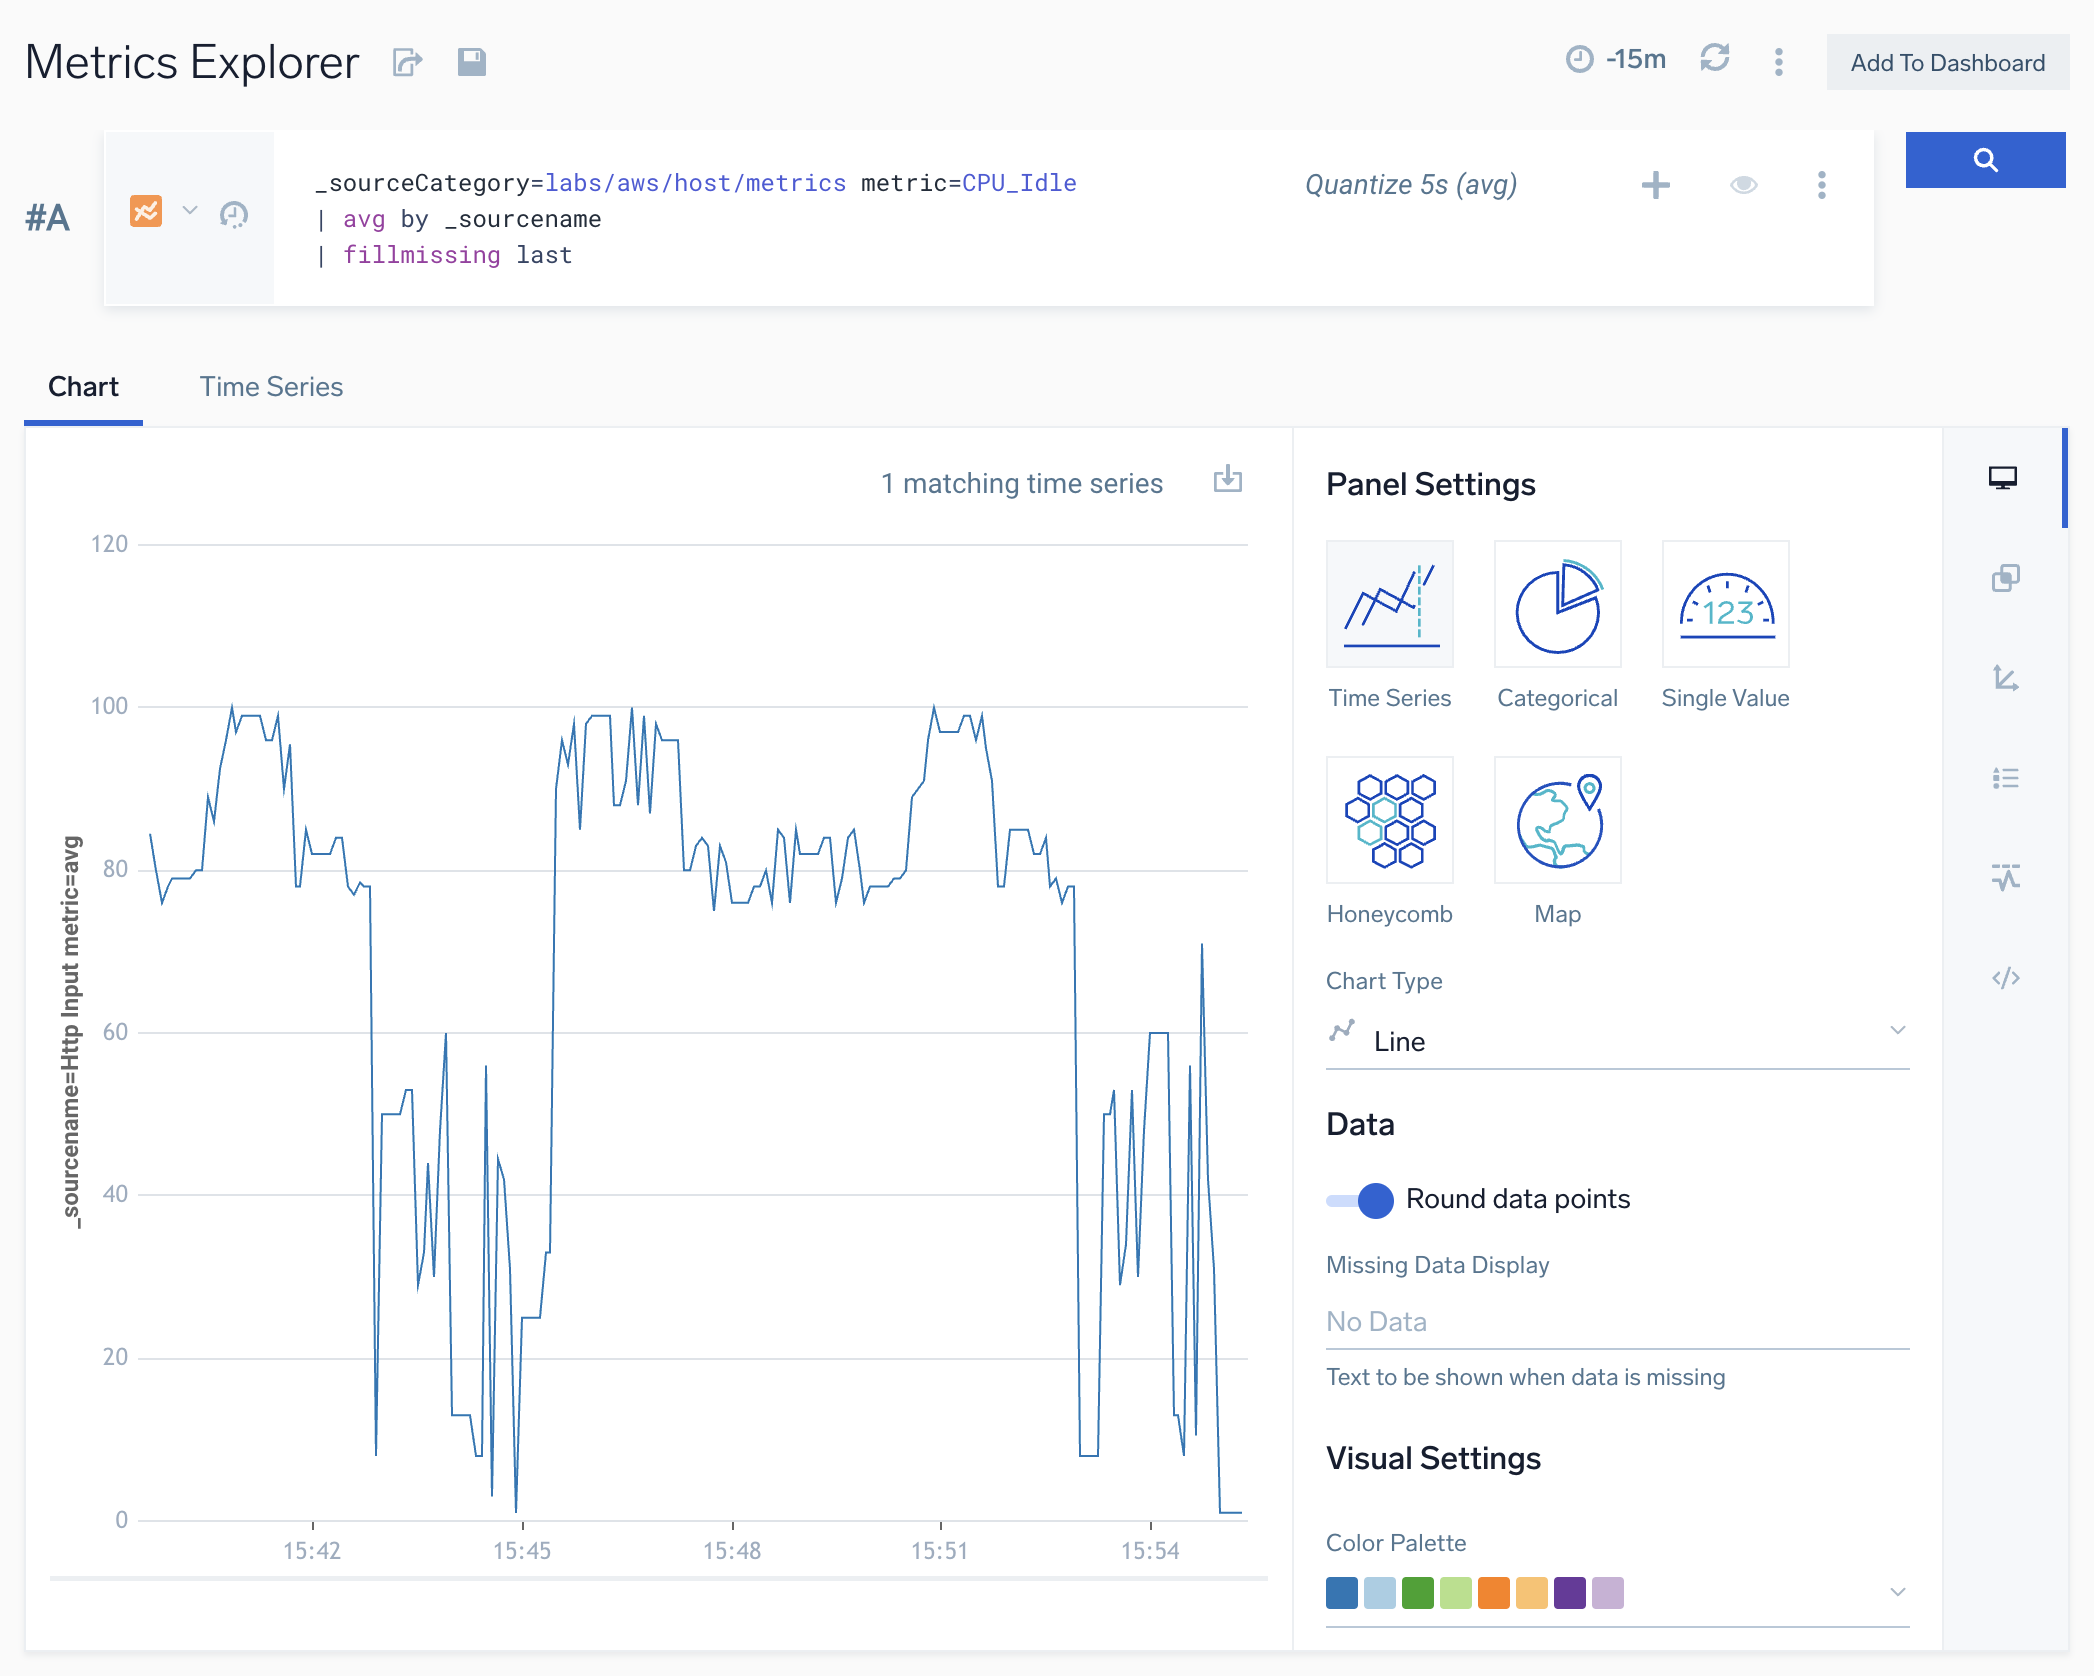 Metrics Explorer
-15m
Add To Dashboard
#A
_sourceCategory=labs/aws/host/metrics metric=CPU_Idle
| avg by _sourcename
| fillmissing last
Quantize 5s (avg)
Chart
Time Series
1 matching time series
120
100
80
60
40
20
0
_sourcename=Http Input metric=avg
15:42
15:45
15:48
15:51
15:54
Panel Settings
123
Time Series
Categorical
Single Value
Honeycomb
Map
Chart Type
Line
Data
Round data points
Missing Data Display
No Data
Text to be shown when data is missing
Visual Settings
Color Palette